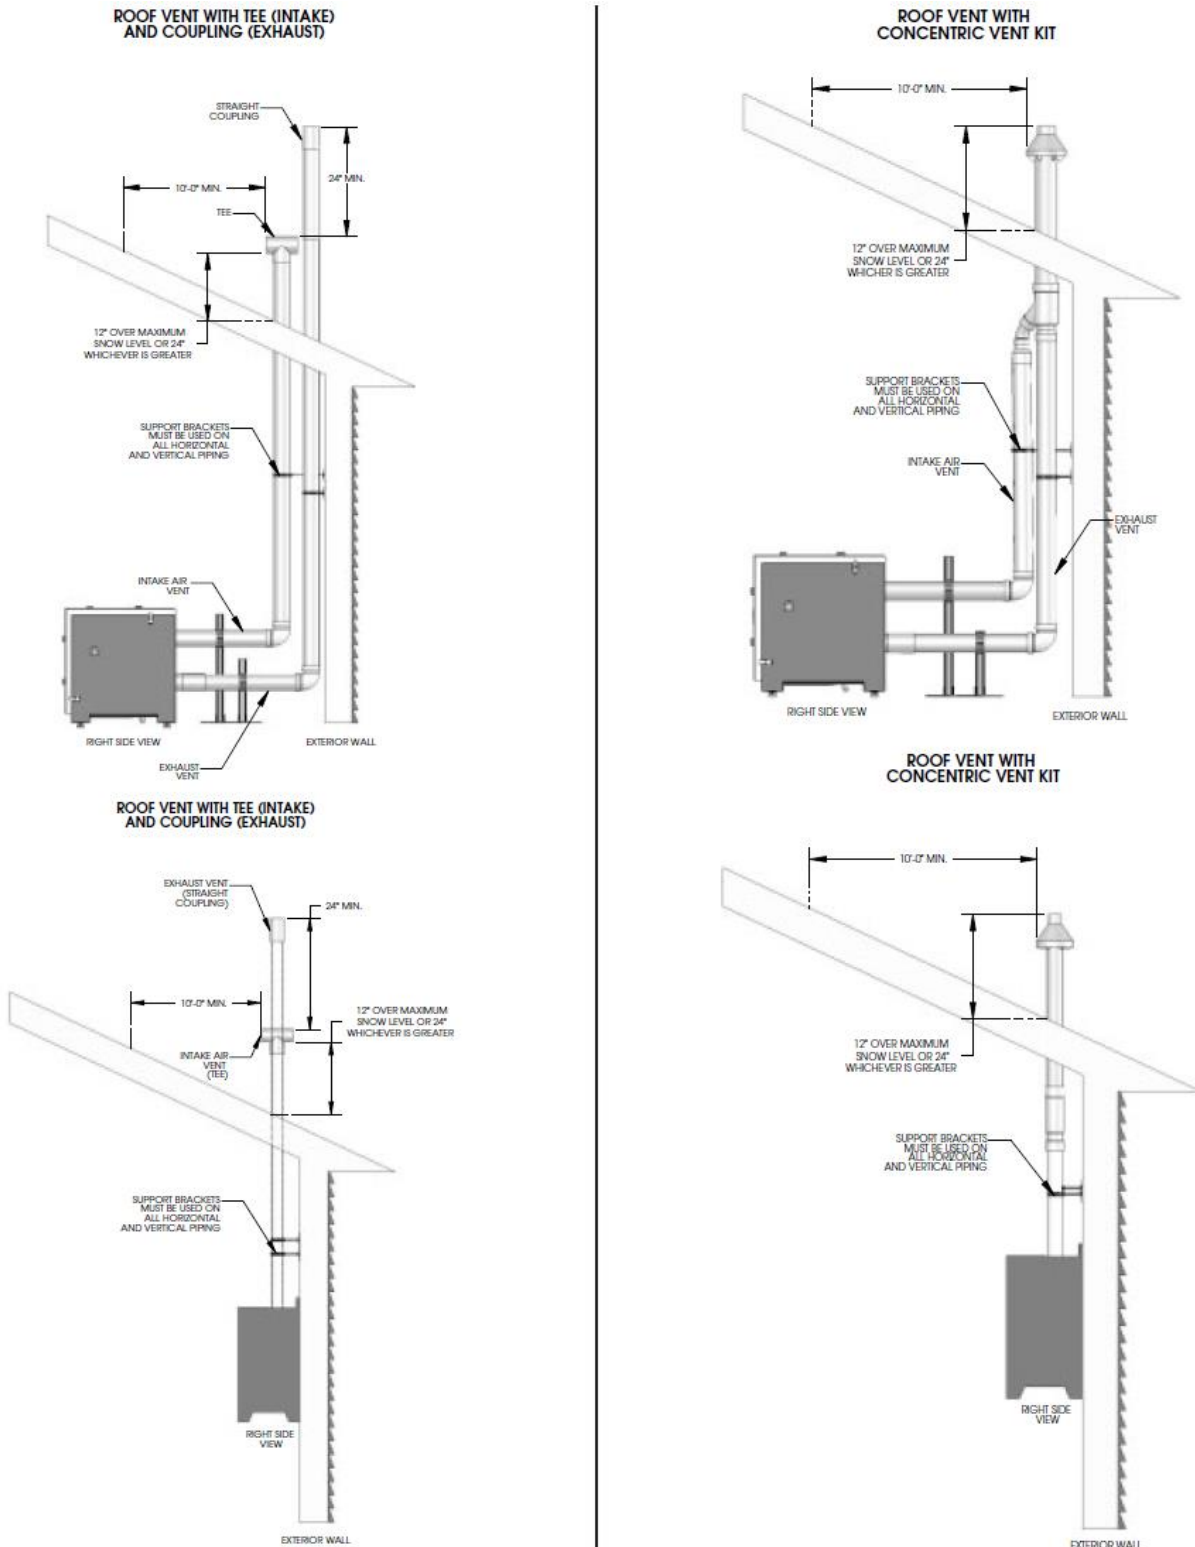 ROOF VENT WITH TEE (INTAKE)
AND COUPLING (EXHAUST)
STRAIGHT
COUPLING
24" MIN.
10'-0" MIN.
TEE
12" OVER MAXIMUM
SNOW LEVEL OR 24"
WHICHEVER IS GREATER
SUPPORT BRACKETS
MUST BE USED ON
ALL HORIZONTAL
AND VERTICAL PIPING
INTAKE AIR
VENT
RIGHT SIDE VIEW
EXTERIOR WALL
EXHAUST
VENT
ROOF VENT WITH TEE (INTAKE)
AND COUPLING (EXHAUST)
EXHAUST VENT
(STRAIGHT
COUPLING)
24" MIN.
10'-0" MIN.
12" OVER MAXIMUM
SNOW LEVEL OR 24"
WHICHEVER IS GREATER
INTAKE AIR
VENT
(TEE)
SUPPORT BRACKETS
MUST BE USED ON
ALL HORIZONTAL
AND VERTICAL PIPING
RIGHT SIDE
VIEW
EXTERIOR WALL
ROOF VENT WITH
CONCENTRIC VENT KIT
10'-0" MIN.
12" OVER MAXIMUM
SNOW LEVEL OR 24"
WHICHER IS GREATER
SUPPORT BRACKETS
MUST BE USED ON
ALL HORIZONTAL
AND VERTICAL PIPING
INTAKE AIR
VENT
EXHAUST
VENT
RIGHT SIDE VIEW
EXTERIOR WALL
ROOF VENT WITH
CONCENTRIC VENT KIT
10'-0" MIN.
12" OVER MAXIMUM
SNOW LEVEL OR 24"
WHICHEVER IS GREATER
SUPPORT BRACKETS
MUST BE USED ON
ALL HORIZONTAL
AND VERTICAL PIPING
RIGHT SIDE
VIEW
EXTERIOR WALL